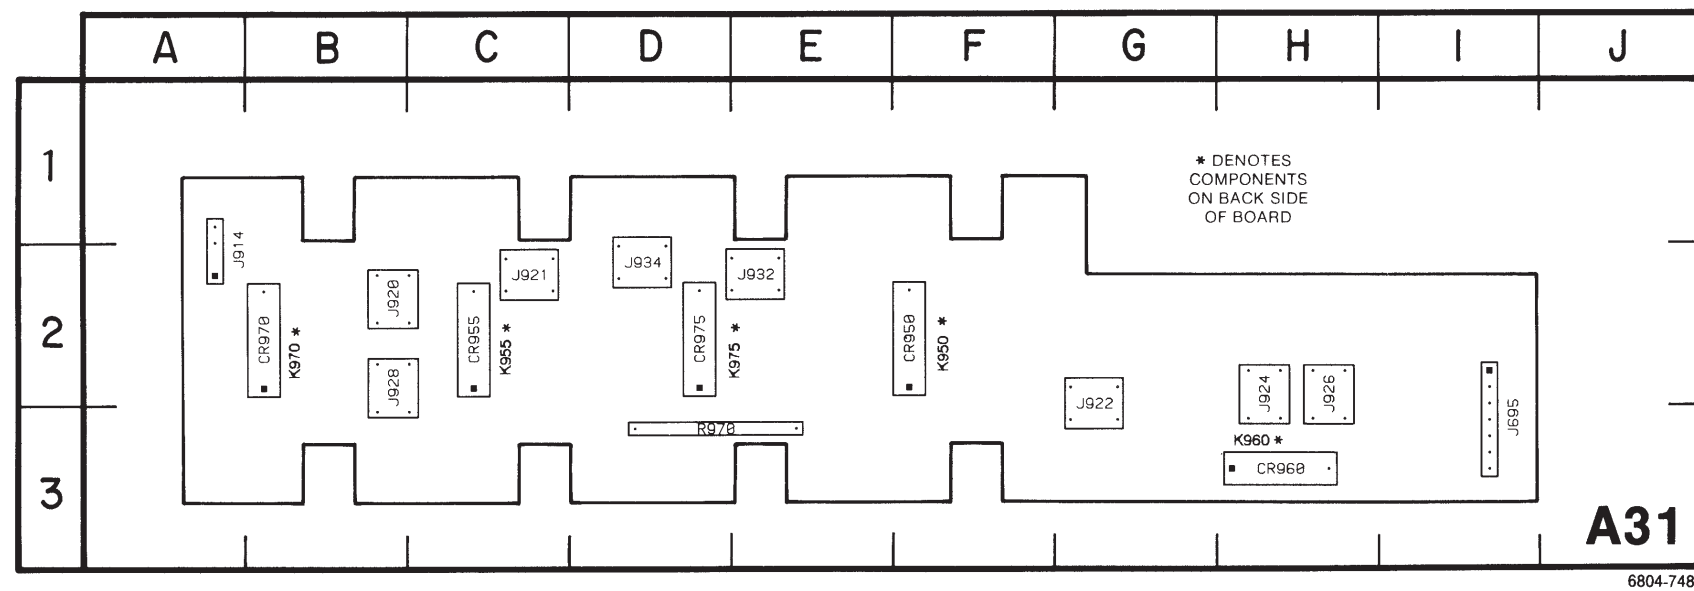 A B C D E F G H I J
1
* DENOTES
COMPONENTS
ON BACK SIDE
OF BOARD
J914
J921
J934
J932
2
CR970
K970 *
J920
J928
CR955
K955 *
CR975
K975 *
CR950
K950 *
J922
J924
J926
J695
R970
K960 *
CR960
3
A31
6804-748